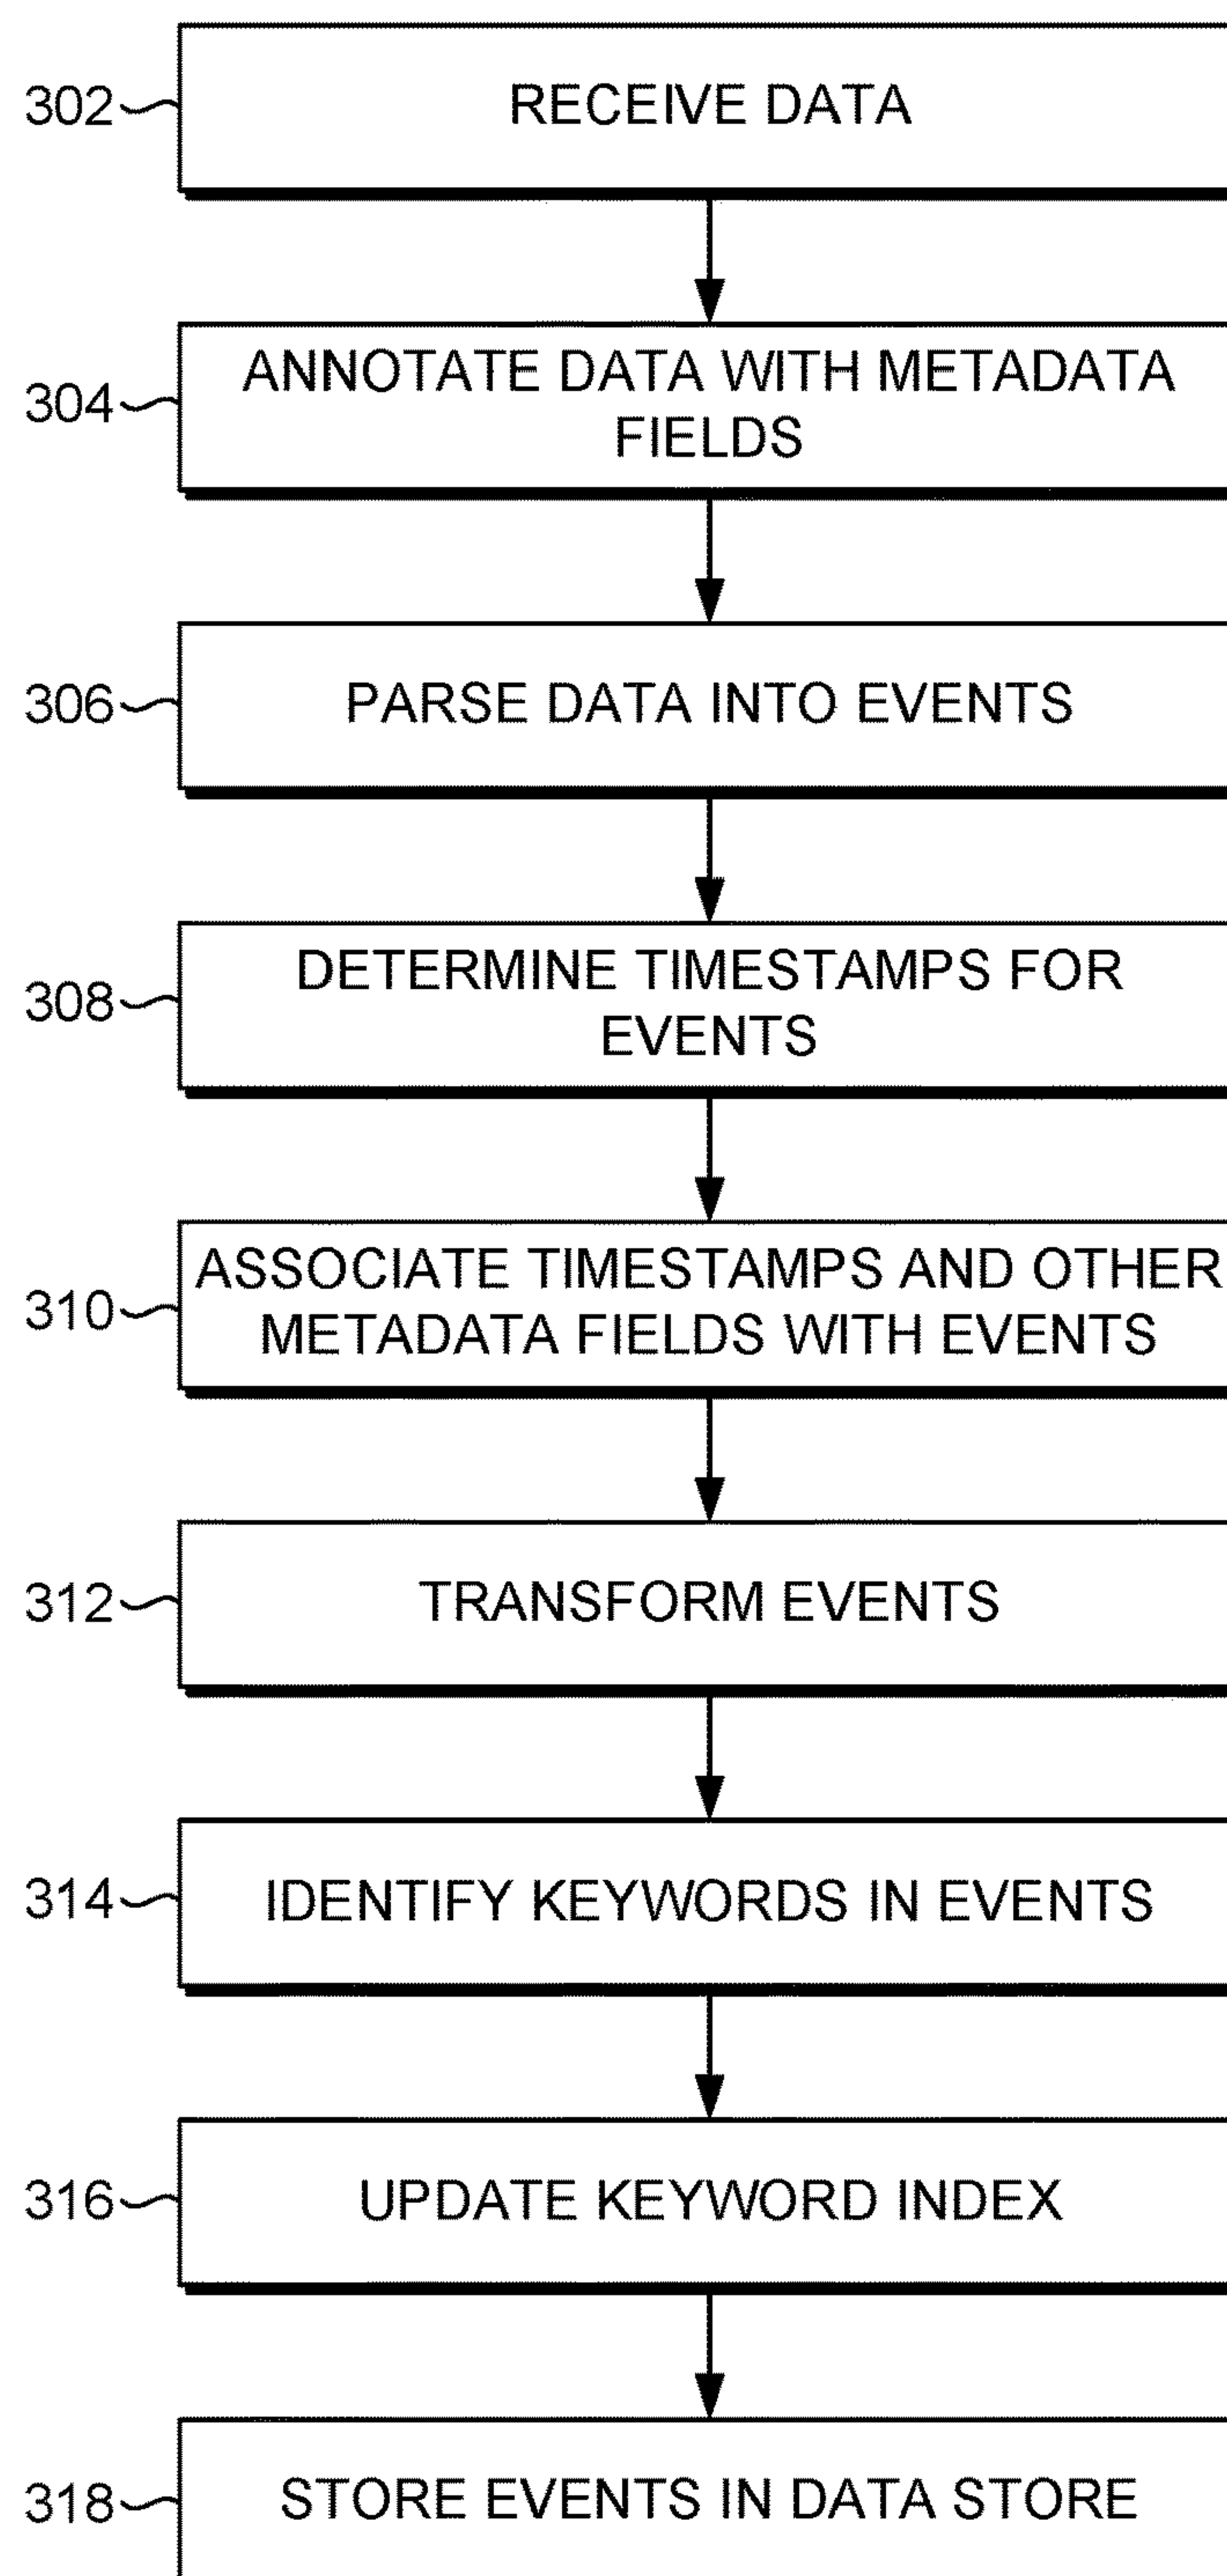 302
RECEIVE DATA
304
ANNOTATE DATA WITH METADATA
FIELDS
306
PARSE DATA INTO EVENTS
308
DETERMINE TIMESTAMPS FOR
EVENTS
310
ASSOCIATE TIMESTAMPS AND OTHER
METADATA FIELDS WITH EVENTS
312
TRANSFORM EVENTS
314
IDENTIFY KEYWORDS IN EVENTS
316
UPDATE KEYWORD INDEX
318
STORE EVENTS IN DATA STORE